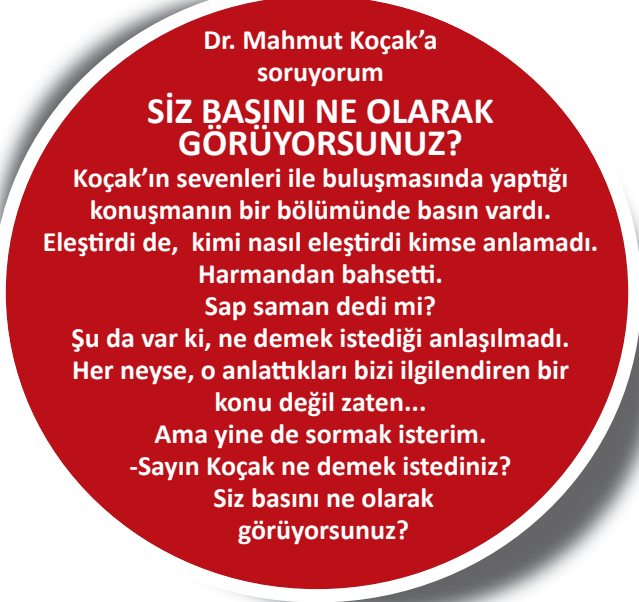 Dr. Mahmut Koçak’a
soruyorum
SİZ BASINI NE OLARAK
GÖRÜYORSUNUZ?
Koçak’ın sevenleri ile buluşmasında yaptığı
konuşmanın bir bölümünde basın vardı.
Eleştirdi de,  kimi nasıl eleştirdi kimse anlamadı.
Harmandan bahsetti.
Sap saman dedi mi?
Şu da var ki, ne demek istediği anlaşılmadı.
Her neyse, o anlattıkları bizi ilgilendiren bir
konu değil zaten...
Ama yine de sormak isterim.
-Sayın Koçak ne demek istediniz?
Siz basını ne olarak
görüyorsunuz?